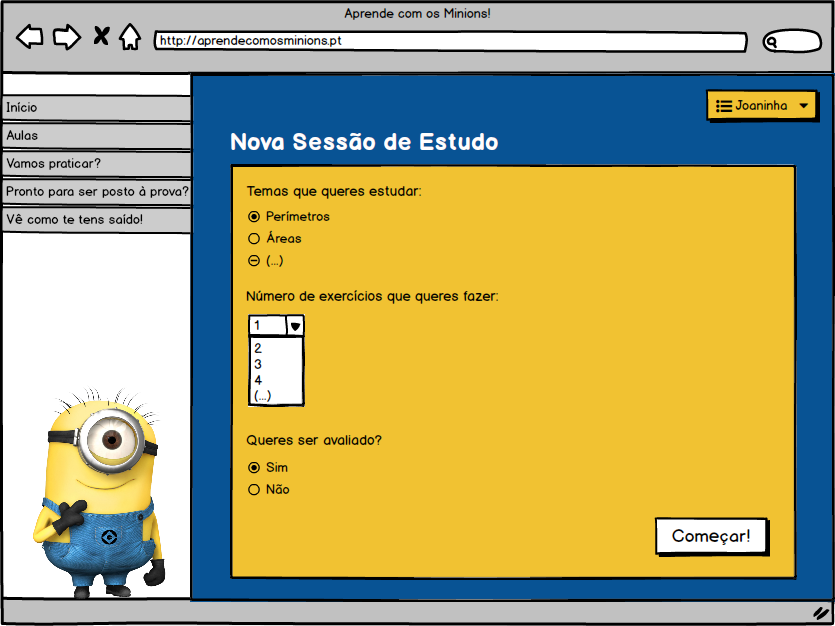 Aprende com os Minions!
http://aprendecomosminions.pt
Joaninha
Início
Aulas
Vamos praticar?
Pronto para ser posto à prova?
Vê como te tens saído!
Nova Sessão de Estudo
Temas que queres estudar:
Perímetros
Áreas
(...)
Número de exercícios que queres fazer:
1
2
3
4
(...)
Queres ser avaliado?
Sim
Não
Começar!